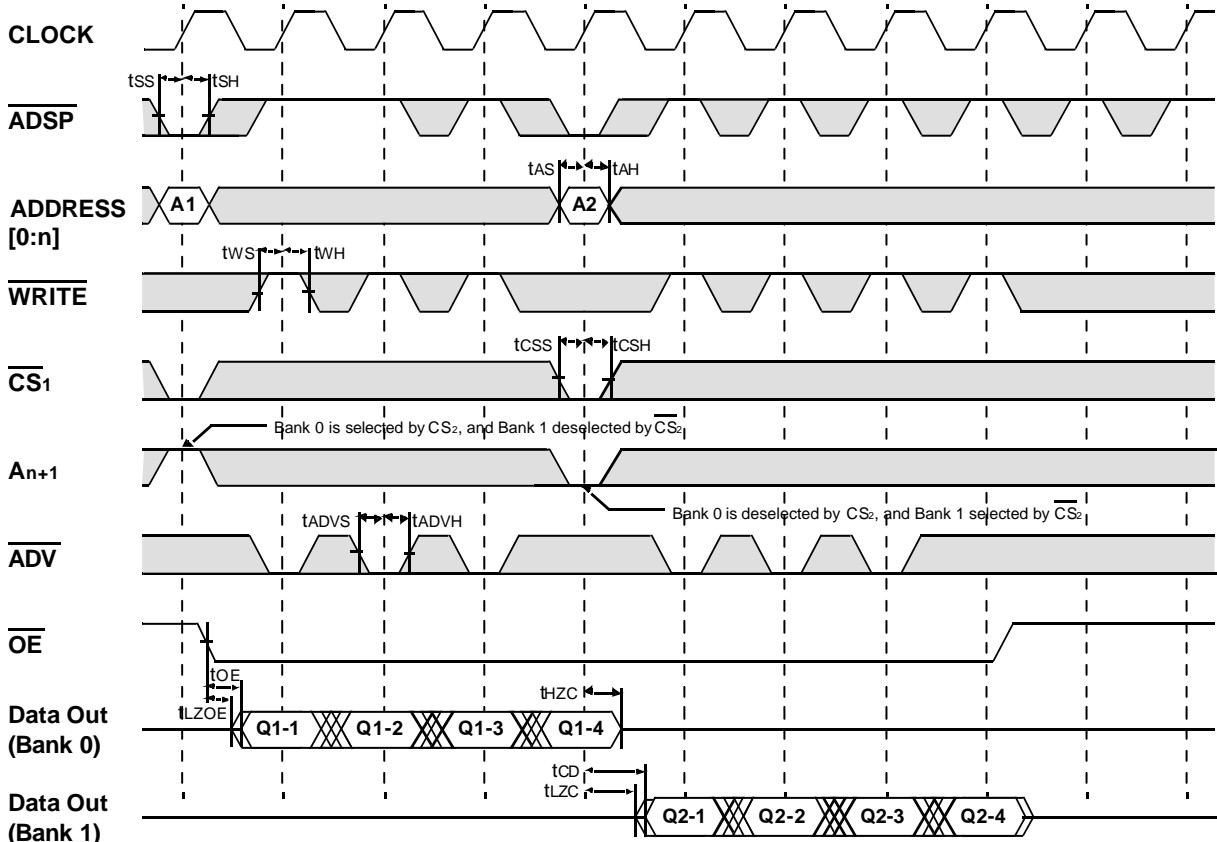 CLOCK
tSS tSH
ADSP
tAS tAH
ADDRESS
[0:n]
A1 A2
tWS tWH
WRITE
tCSS tCSH
CS1
Bank 0 is selected by CS2, and Bank 1 deselected by CS2
An+1
Bank 0 is deselected by CS2, and Bank 1 selected by CS2
tADVS tADVH
ADV
OE
tOE
tHZC
tLZOE
Data Out
(Bank 0)
Q1-1 Q1-2 Q1-3 Q1-4
tCD
tLZC
Data Out
(Bank 1)
Q2-1 Q2-2 Q2-3 Q2-4